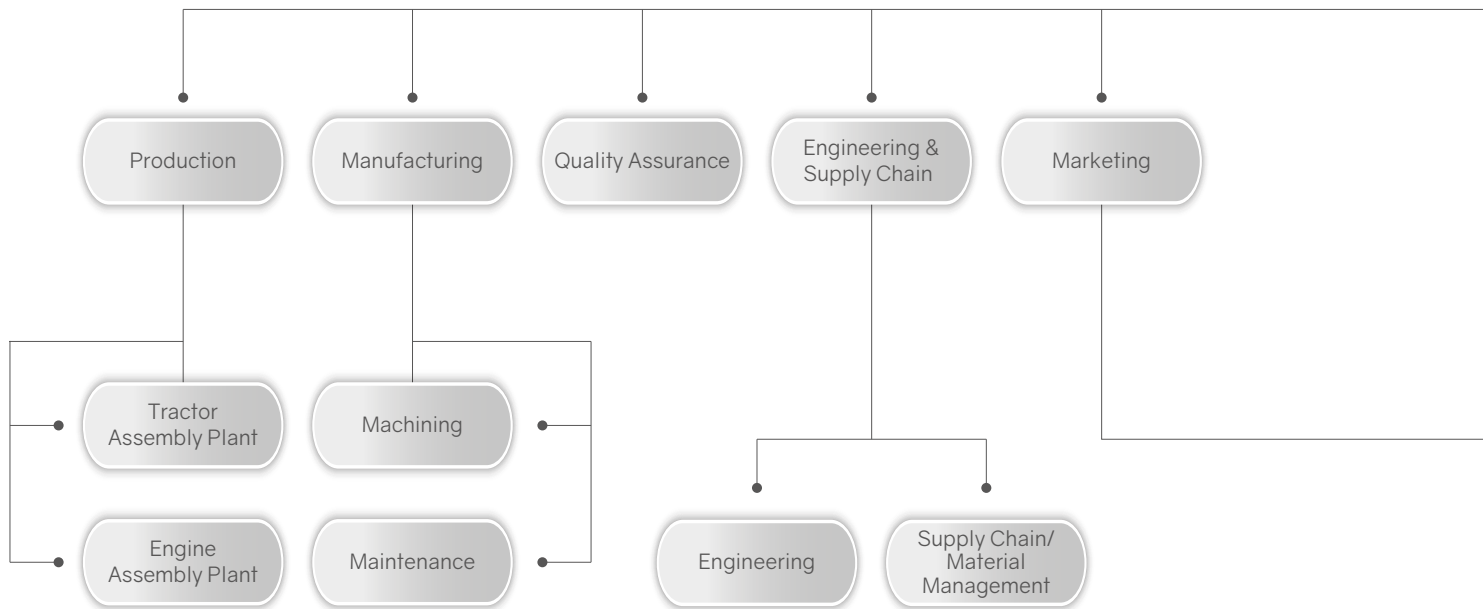 Production
Manufacturing
Quality Assurance
Engineering &
Supply Chain
Marketing
Tractor
Assembly Plant
Machining
Engine
Assembly Plant
Maintenance
Engineering
Supply Chain/
Material
Management